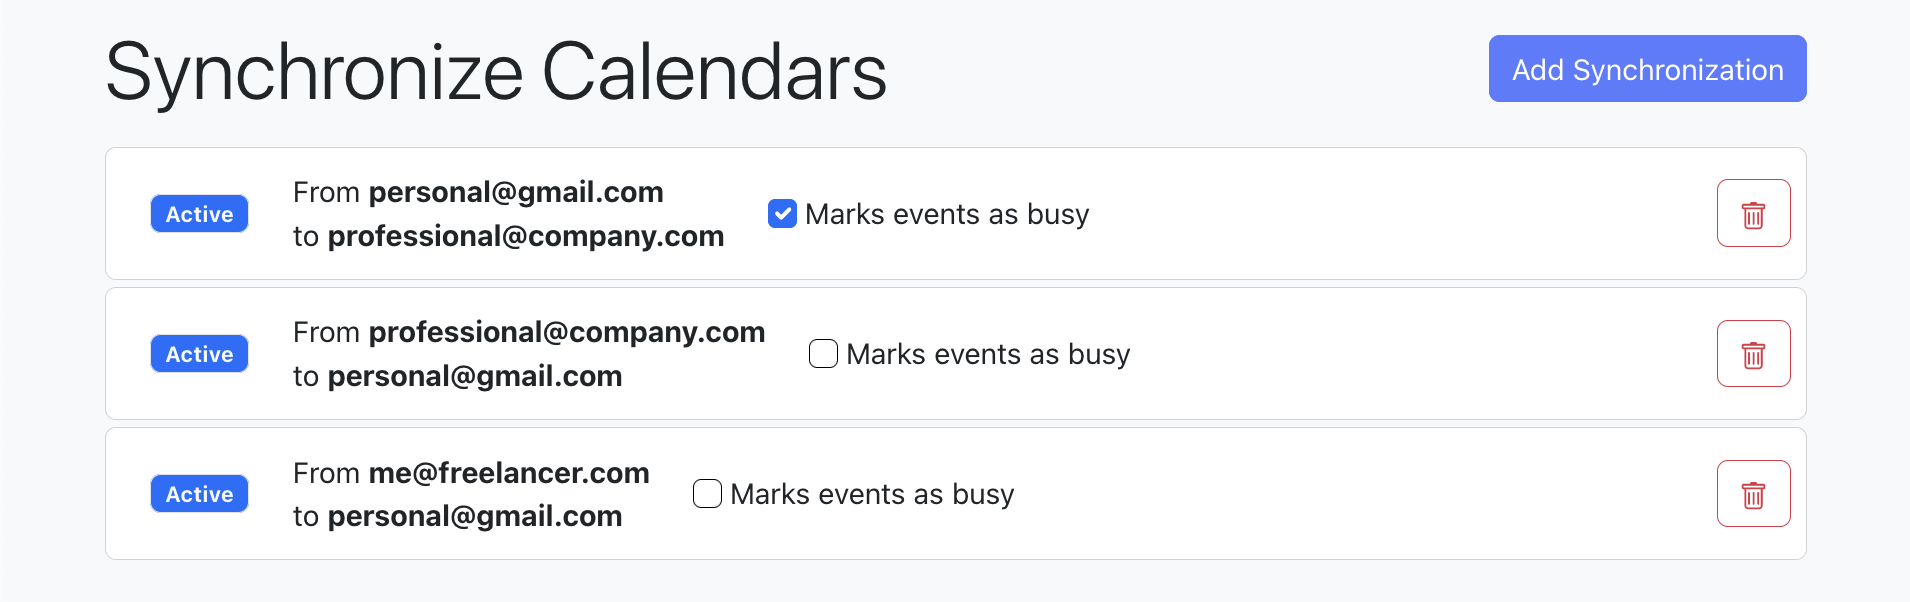 Synchronize Calendars
Add Synchronization
Active
From personal@gmail.com
to professional@company.com
Marks events as busy
Active
From professional@company.com
to personal@gmail.com
Marks events as busy
Active
From me@freelancer.com
to personal@gmail.com
Marks events as busy